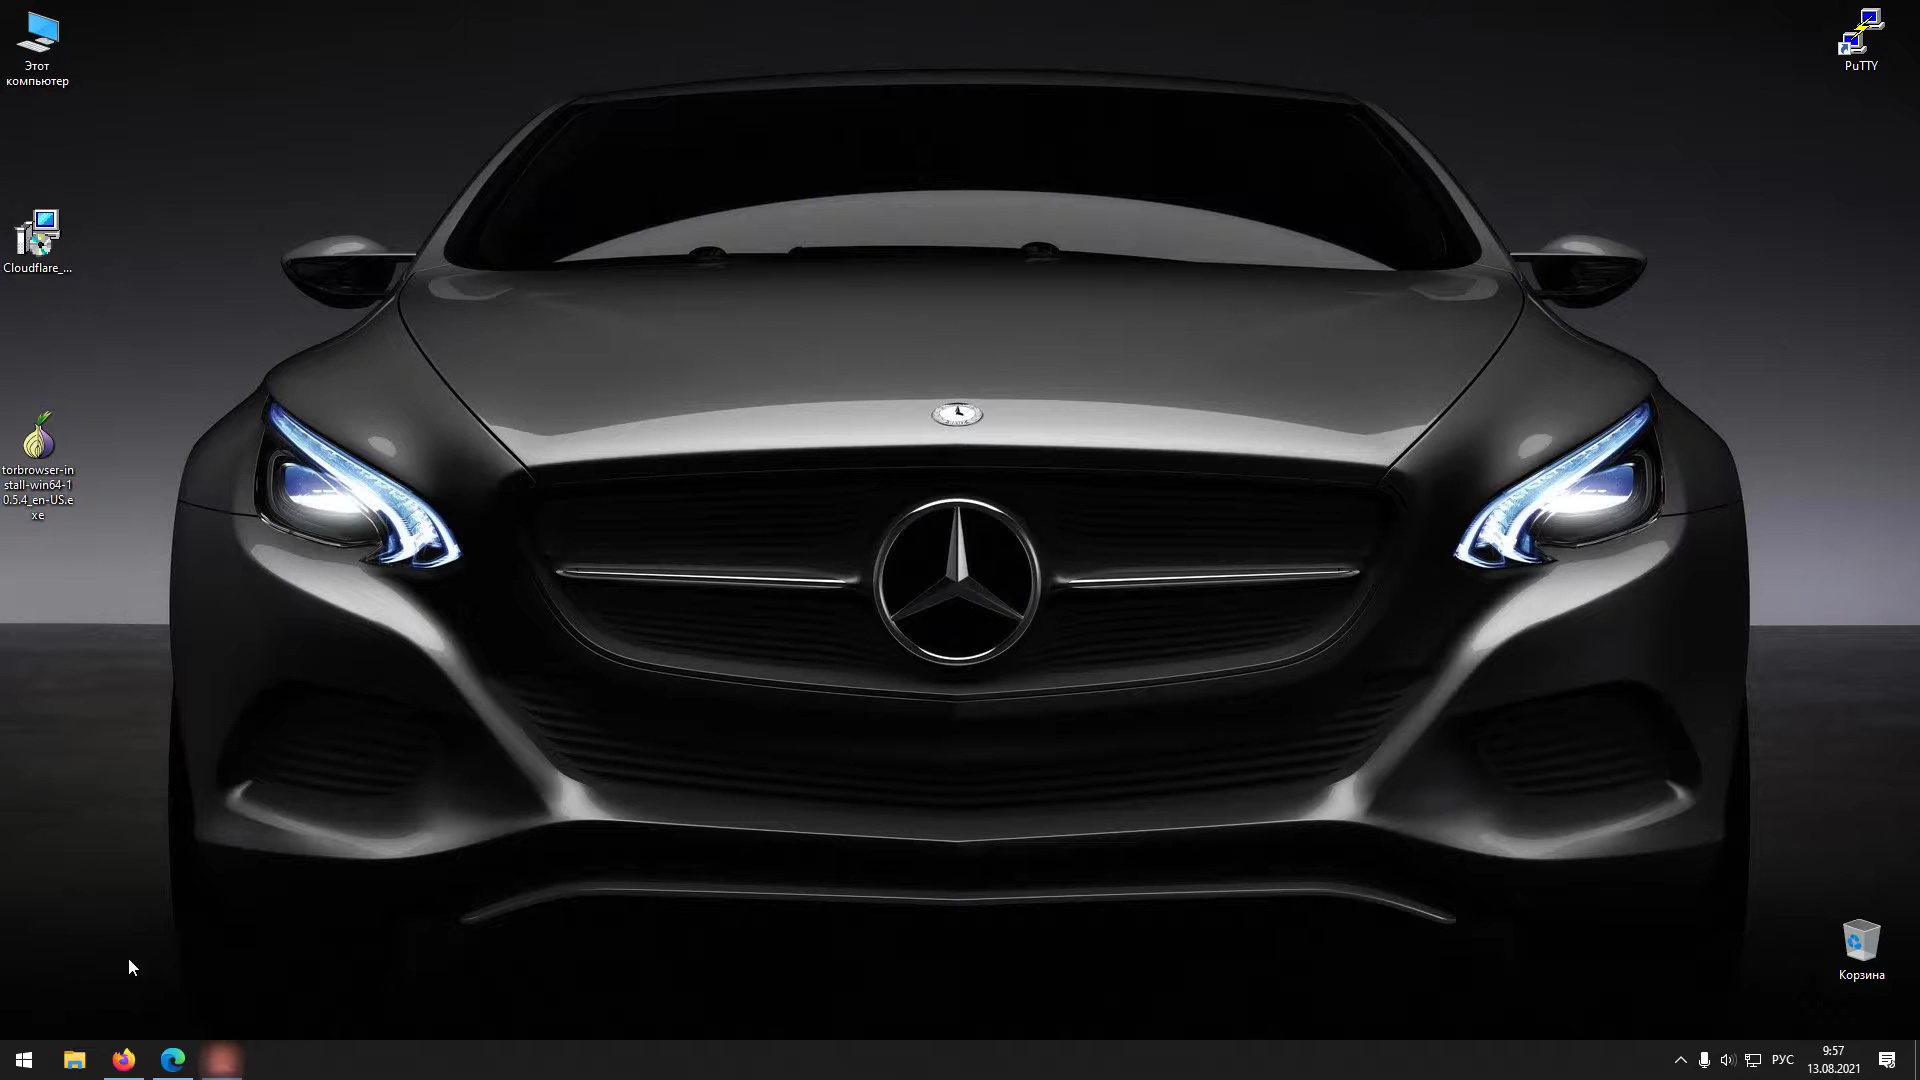 Этот
компьютер
PuTTY
Cloudflare_...
torbrowser-in
stall-win64-1
0.5.4_en-US.e
xe
Корзина
РУС
9:57
13.08.2021